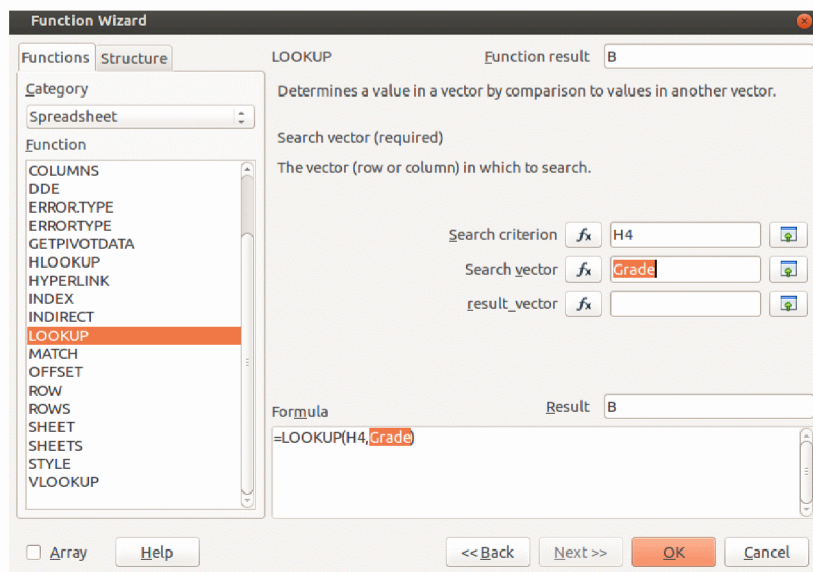 Function Wizard
Functions Structure
Category
Spreadsheet
Function
COLUMNS
DDE
ERROR.TYPE
ERRORTYPE
GETPIVOTDATA
HLOOKUP
HYPERLINK
INDEX
INDIRECT
LOOKUP
MATCH
OFFSET
ROW
ROWS
SHEET
SHEETS
STYLE
VLOOKUP
LOOKUP Function result B
Determines a value in a vector by comparison to values in another vector.
Search vector (required)
The vector (row or column) in which to search.
Search criterion fx H4
Search vector fx Grade
result_vector fx
Formula Result B
=LOOKUP(H4,Grade)
Array Help << Back Next >> OK Cancel